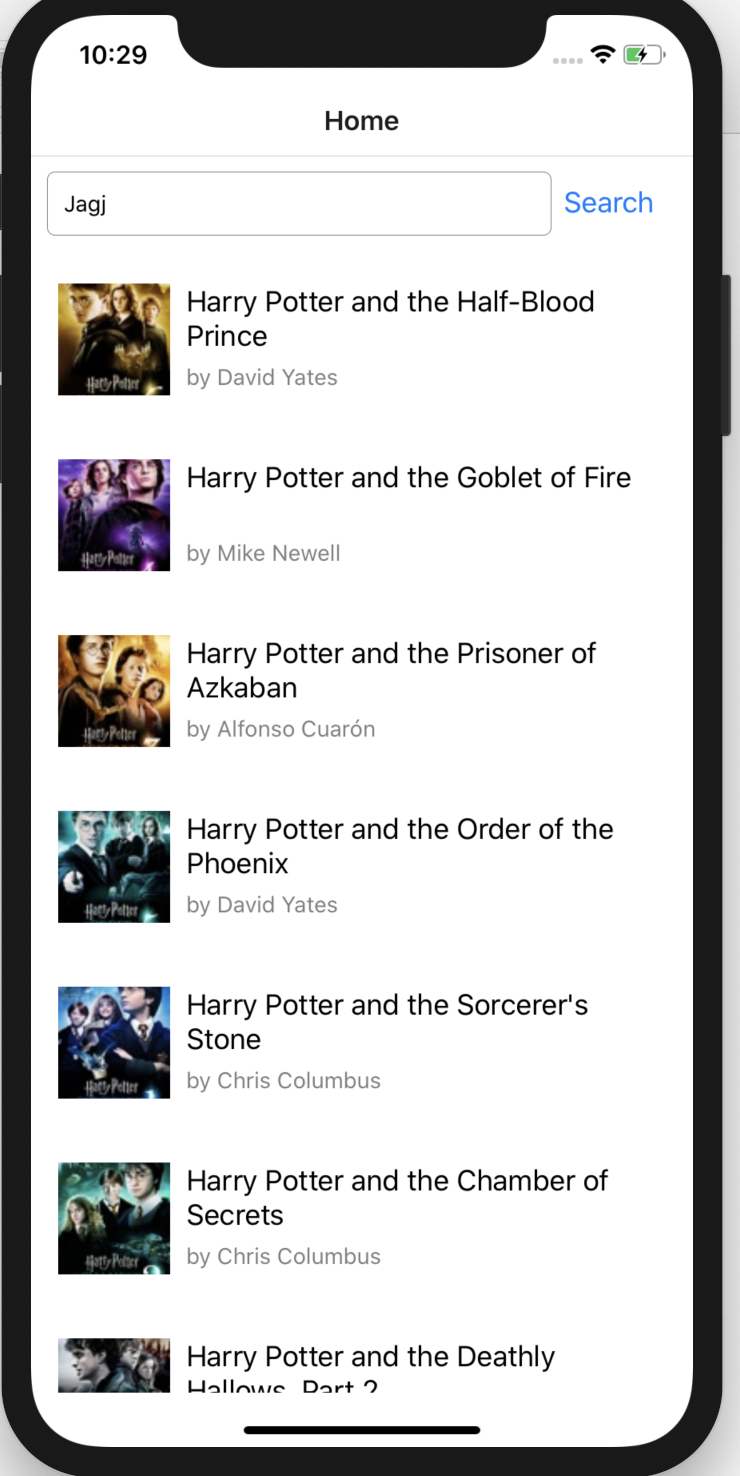 10:29
Home
Jagj
Search
Harry Potter and the Half-Blood
Prince
by David Yates
Harry Potter
Harry Potter and the Goblet of Fire
by Mike Newell
Harry Potter
Harry Potter and the Prisoner of
Azkaban
by Alfonso Cuarón
Harry Potter
Harry Potter and the Order of the
Phoenix
by David Yates
Harry Potter
Harry Potter and the Sorcerer's
Stone
by Chris Columbus
Harry Potter
Harry Potter and the Chamber of
Secrets
by Chris Columbus
Harry Potter
Harry Potter and the Deathly
Hallows, Part 2